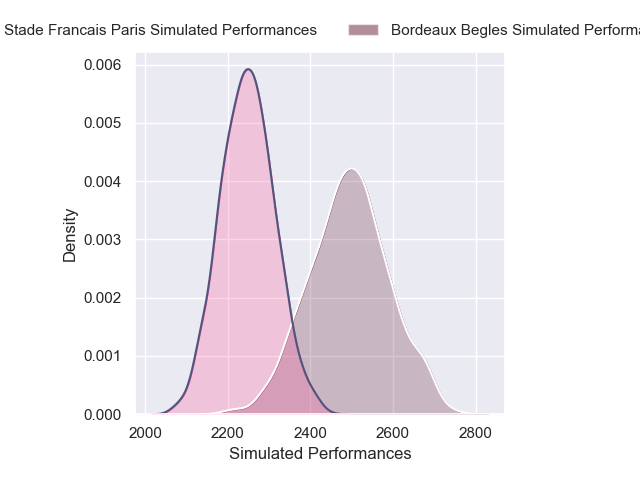 Stade Francais Paris Simulated Performances Bordeaux Begles Simulated
0.006
0.005
0.004
0.003
0.002
0.001
0.000
Density
2000 2200 2400 2600 2800
Simulated Performances